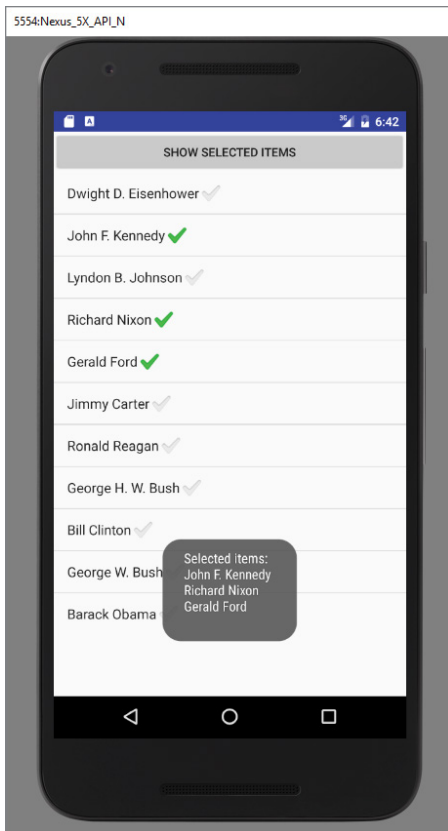 5554:Nexus_5X_API_N
A 3G 6:42
SHOW SELECTED ITEMS
Dwight D. Eisenhower
John F. Kennedy
Lyndon B. Johnson
Richard Nixon
Gerald Ford
Jimmy Carter
Ronald Reagan
George H. W. Bush
Bill Clinton
George W. Bush
Barack Obama
Selected items:
John F. Kennedy
Richard Nixon
Gerald Ford